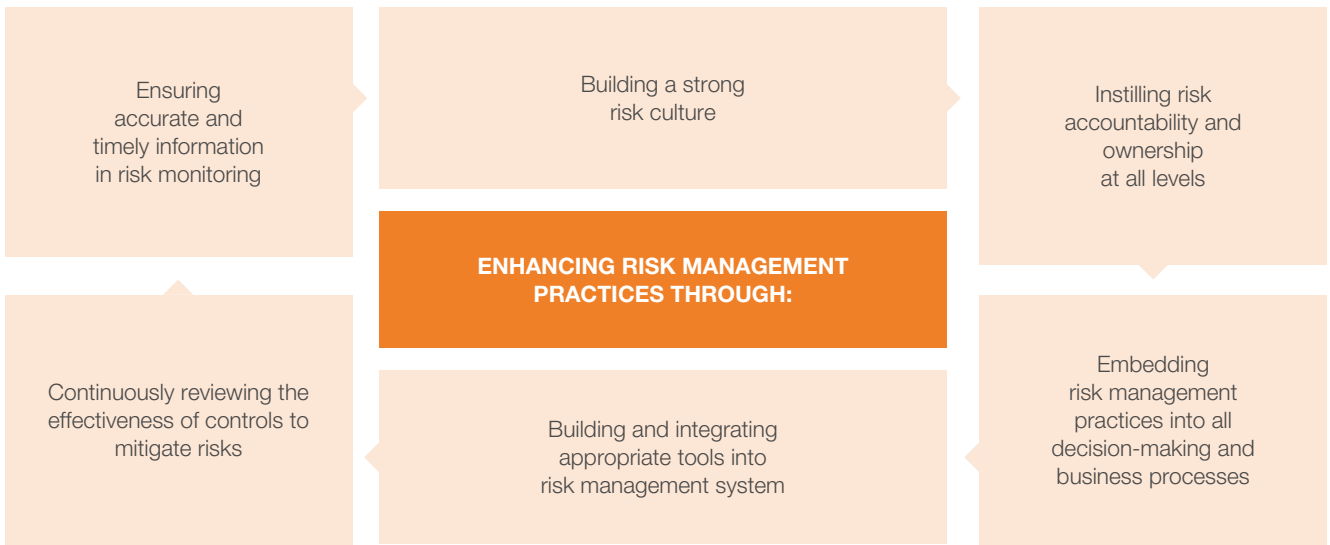 Ensuring
accurate and
timely information
in risk monitoring
Building a strong
risk culture
Instilling risk
accountability and
ownership
at all levels
ENHANCING RISK MANAGEMENT
PRACTICES THROUGH:
Continuously reviewing the
effectiveness of controls to
mitigate risks
Building and integrating
appropriate tools into
risk management system
Embedding
risk management
practices into all
decision-making and
business processes